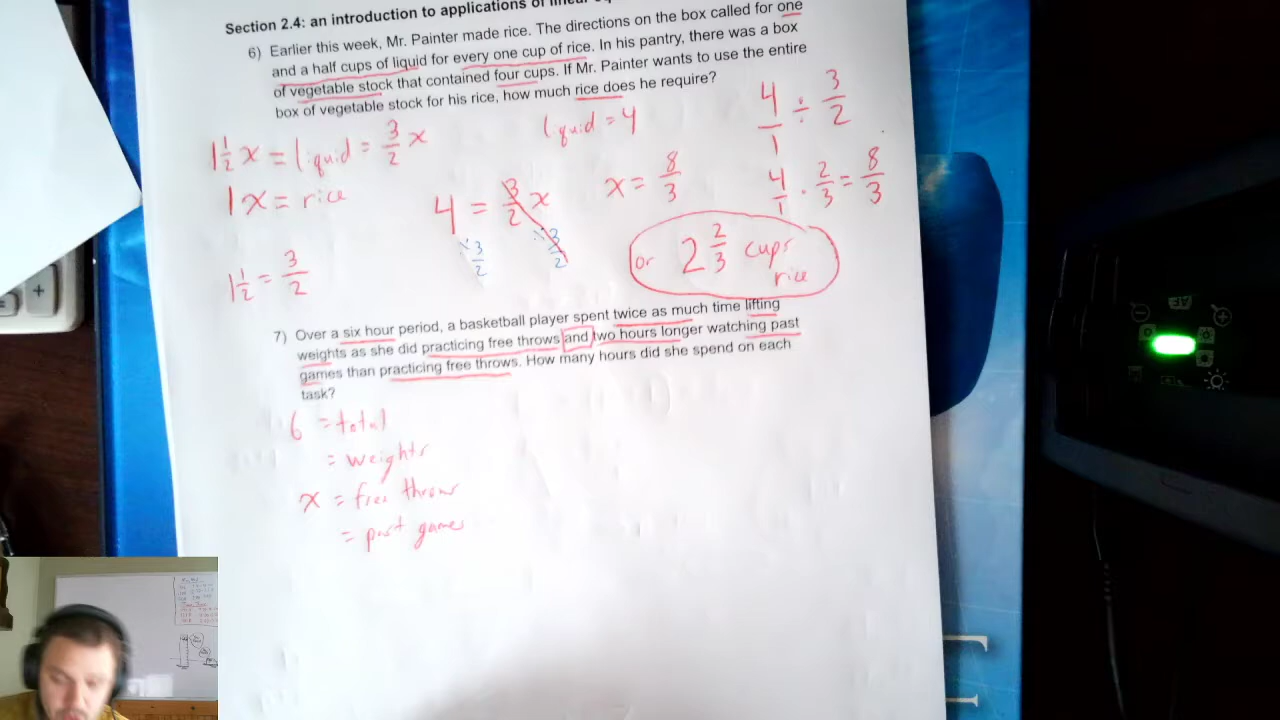 Section 2.4: an introduction to applications of linear
6) Earlier this week, Mr. Painter made rice. The directions on the box called for one
and a half cups of liquid for every one cup of rice. In his pantry, there was a box
of vegetable stock that contained four cups. If Mr. Painter wants to use the entire
box of vegetable stock for his rice, how much rice does he require?
1 1/2 x = liquid = 3/2 x
liquid = 4
4/1 ÷ 3/2
1x = rice
4 = 3/2 x
÷ 3/2 ÷ 3/2
x = 8/3
4/1 · 2/3 = 8/3
1 1/2 = 3/2
or 2 2/3 cups
rice
7) Over a six hour period, a basketball player spent twice as much time lifting
weights as she did practicing free throws and two hours longer watching past
games than practicing free throws. How many hours did she spend on each
task?
6 = total
= weights
x = free throws
= past games
+
=
AF